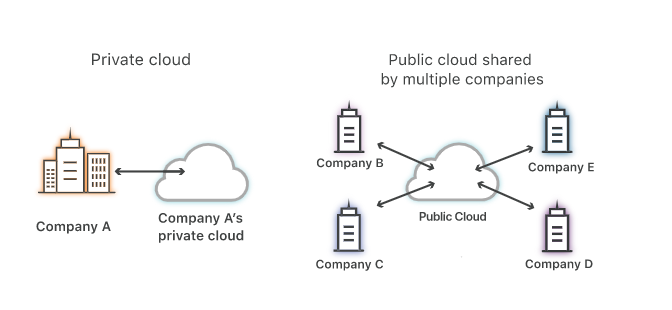 Private cloud
Company A
Company A's
private cloud
Public cloud shared
by multiple companies
Company B
Company E
Public Cloud
Company C
Company D